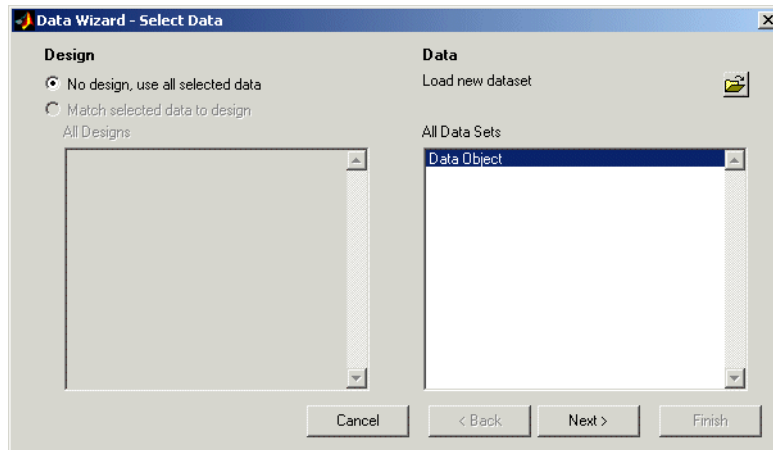 Data Wizard - Select Data
Design
No design, use all selected data
Match selected data to design
All Designs
Data
Load new dataset
All Data Sets
Data Object
Cancel
< Back
Next >
Finish